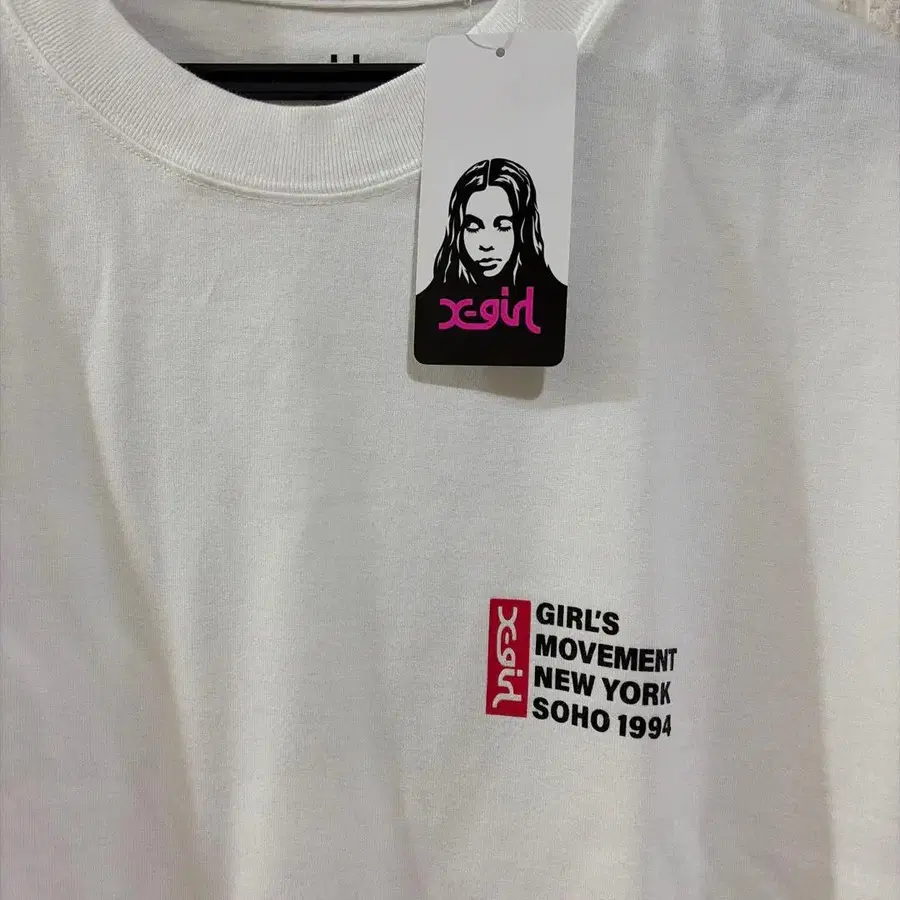 X-girl
X-girl
GIRL'S
MOVEMENT
NEW YORK
SOHO 1994